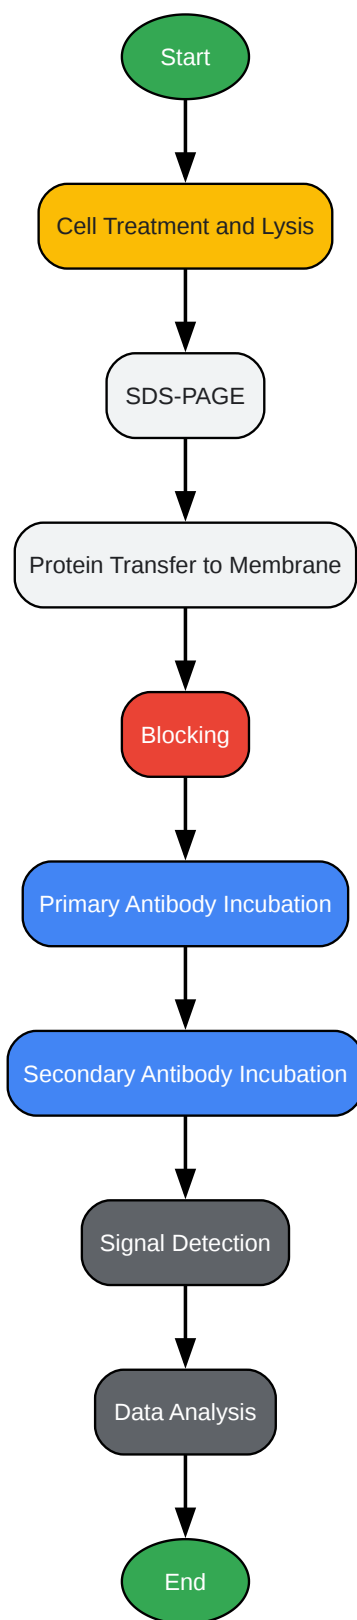 Start
Cell Treatment and Lysis
SDS-PAGE
Protein Transfer to Membrane
Blocking
Primary Antibody Incubation
Secondary Antibody Incubation
Signal Detection
Data Analysis
End